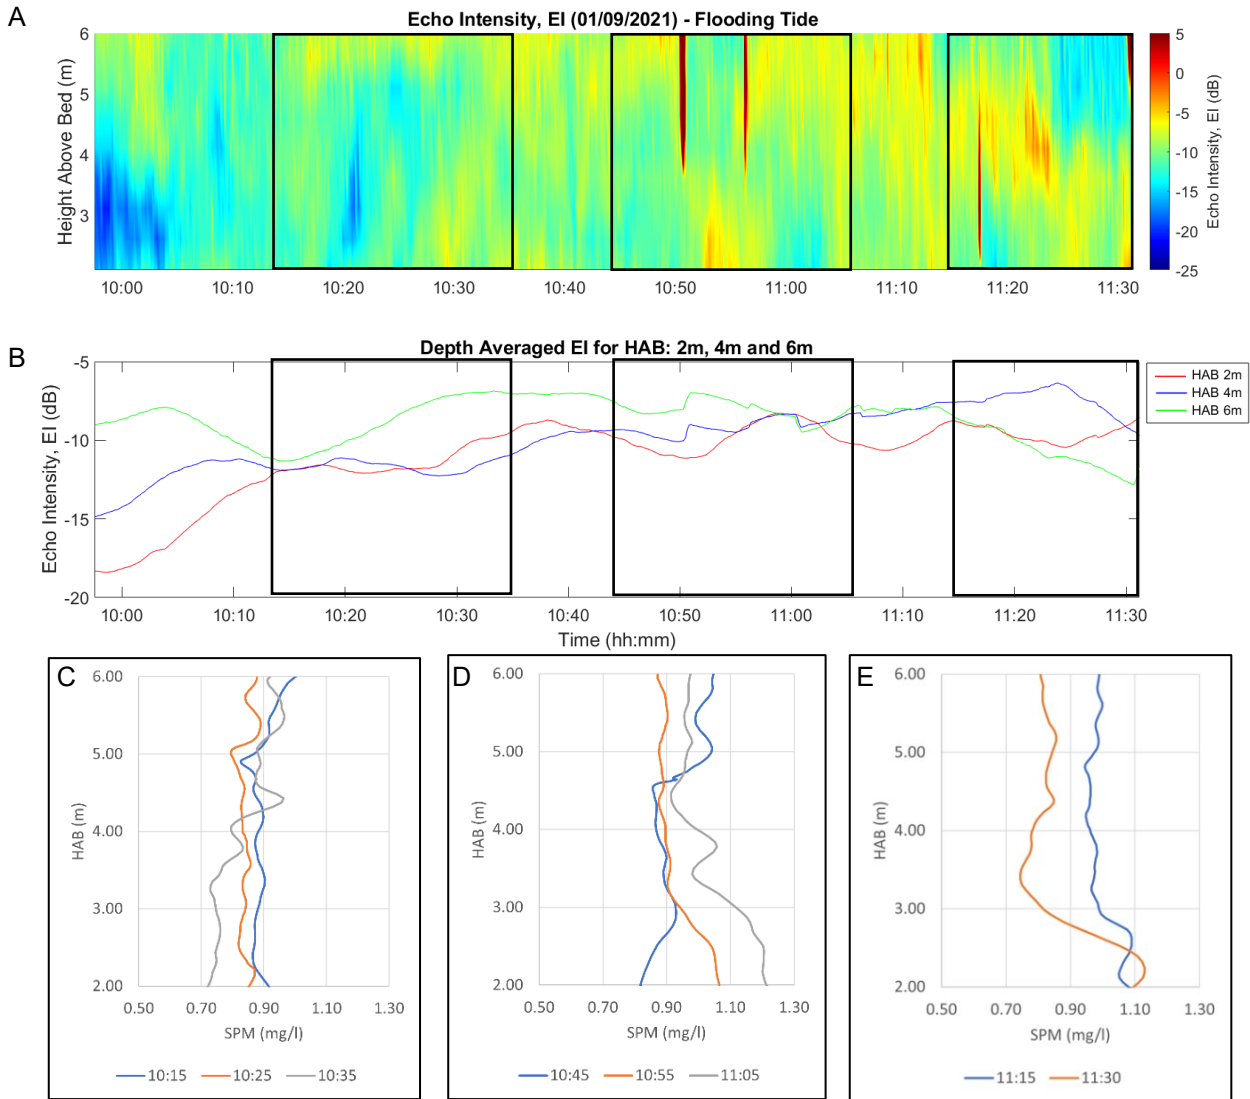 A
Echo Intensity, EI (01/09/2021) - Flooding Tide
Height Above Bed (m)
6
5
4
3
10:00 10:10 10:20 10:30 10:40 10:50 11:00 11:10 11:20 11:30
5
0
-5
-10
-15
-20
-25
Echo Intensity, EI (dB)
B
Depth Averaged EI for HAB: 2m, 4m and 6m
Echo Intensity, EI (dB)
-5
-10
-15
-20
10:00 10:10 10:20 10:30 10:40 10:50 11:00 11:10 11:20 11:30
Time (hh:mm)
HAB 2m
HAB 4m
HAB 6m
C
HAB (m)
6.00
5.00
4.00
3.00
2.00
0.50 0.70 0.90 1.10 1.30
SPM (mg/l)
10:15 10:25 10:35
D
HAB (m)
6.00
5.00
4.00
3.00
2.00
0.50 0.70 0.90 1.10 1.30
SPM (mg/l)
10:45 10:55 11:05
E
HAB (m)
6.00
5.00
4.00
3.00
2.00
0.50 0.70 0.90 1.10 1.30
SPM (mg/l)
11:15 11:30